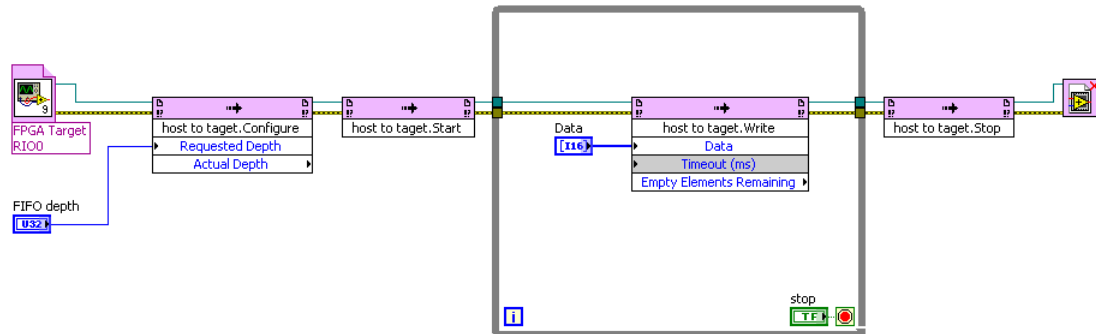 9
FPGA Target
RIO0
host to taget.Configure
Requested Depth
Actual Depth
FIFO depth
U32
host to taget.Start
Data
[I16]
host to taget.Write
Data
Timeout (ms)
Empty Elements Remaining
i
stop
TF
host to taget.Stop